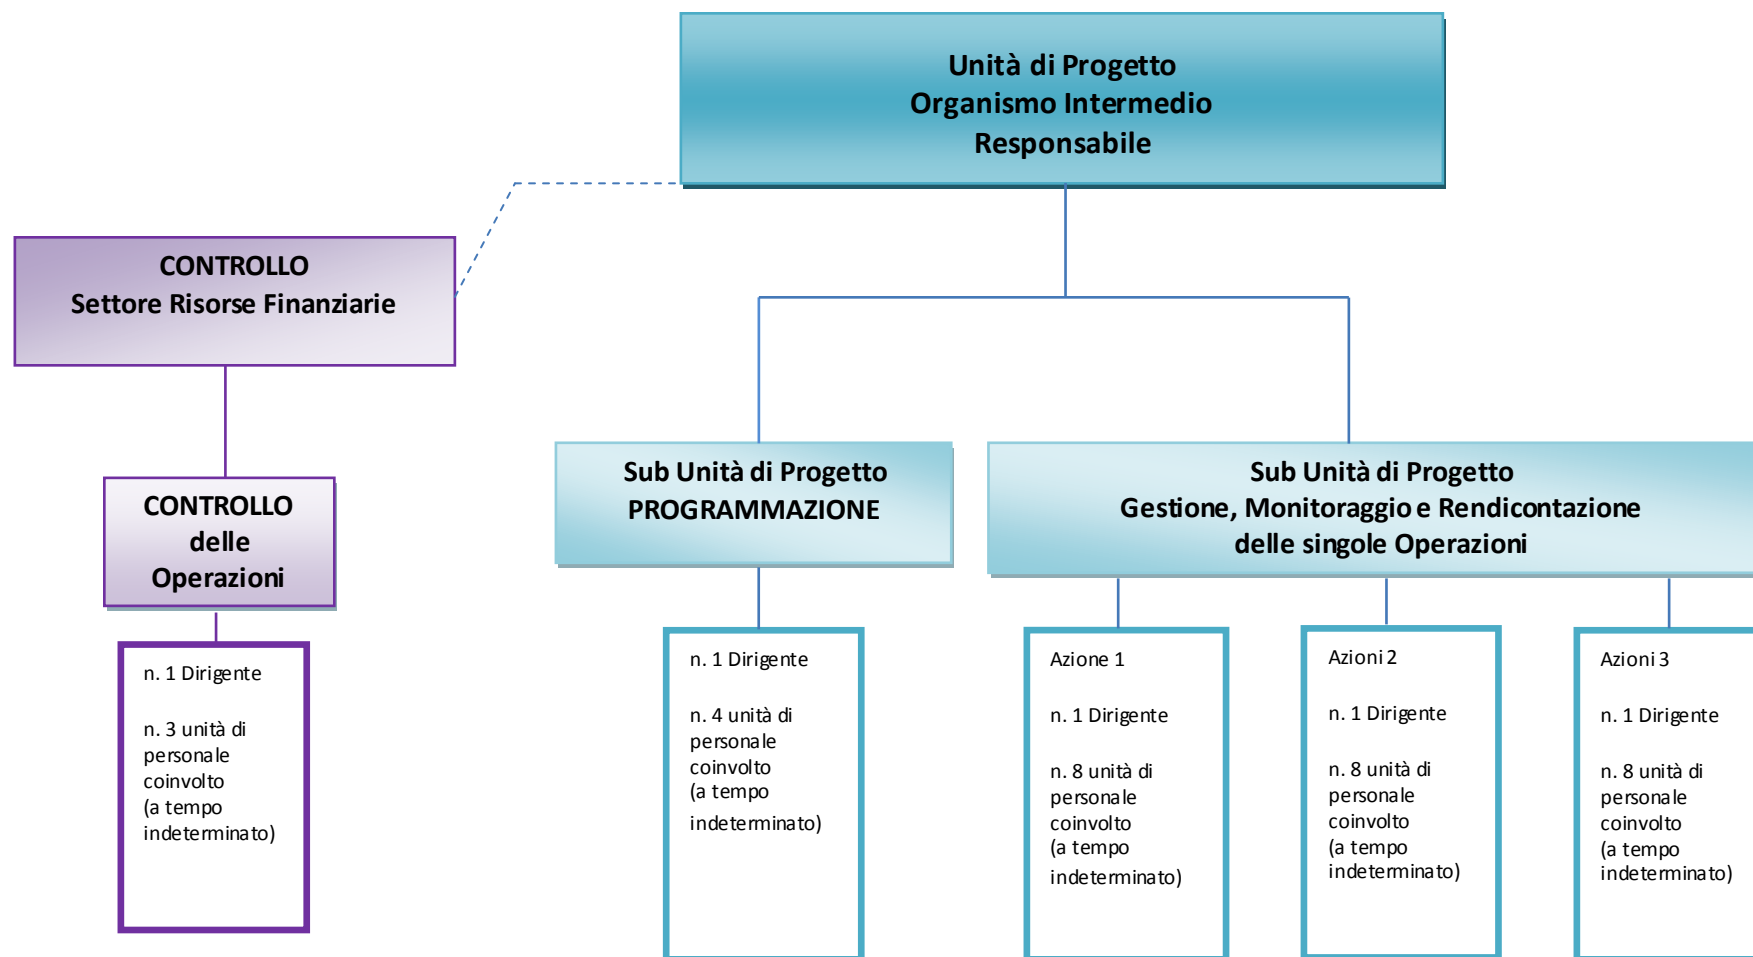 Unità di Progetto
Organismo Intermedio
Responsabile
CONTROLLO
Settore Risorse Finanziarie
CONTROLLO
delle
Operazioni
n. 1 Dirigente
n. 3 unità di
personale
coinvolto
(a tempo
indeterminato)
Sub Unità di Progetto
PROGRAMMAZIONE
n. 1 Dirigente
n. 4 unità di
personale
coinvolto
(a tempo
indeterminato)
Sub Unità di Progetto
Gestione, Monitoraggio e Rendicontazione
delle singole Operazioni
Azione 1
n. 1 Dirigente
n. 8 unità di
personale
coinvolto
(a tempo
indeterminato)
Azioni 2
n. 1 Dirigente
n. 8 unità di
personale
coinvolto
(a tempo
indeterminato)
Azioni 3
n. 1 Dirigente
n. 8 unità di
personale
coinvolto
(a tempo
indeterminato)